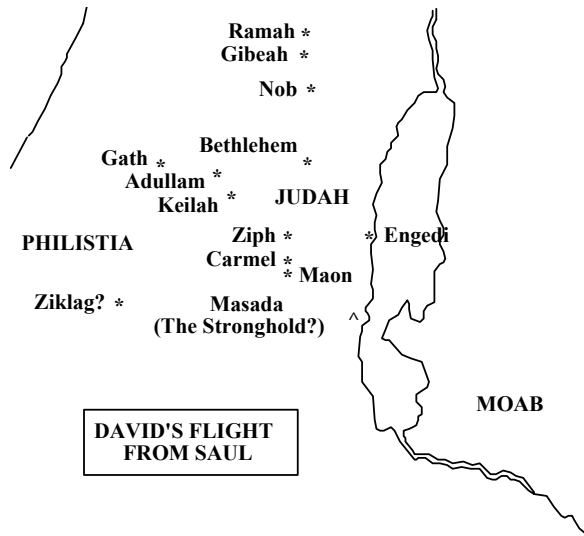 Ramah *
Gibeah *
Nob *
Bethlehem *
Gath *
Adullam *
Keilah *
JUDAH
PHILISTIA
Ziph *
* Engedi
Carmel *
* Maon
Ziklag? *
Masada ^
(The Stronghold?)
MOAB
DAVID'S FLIGHT
FROM SAUL